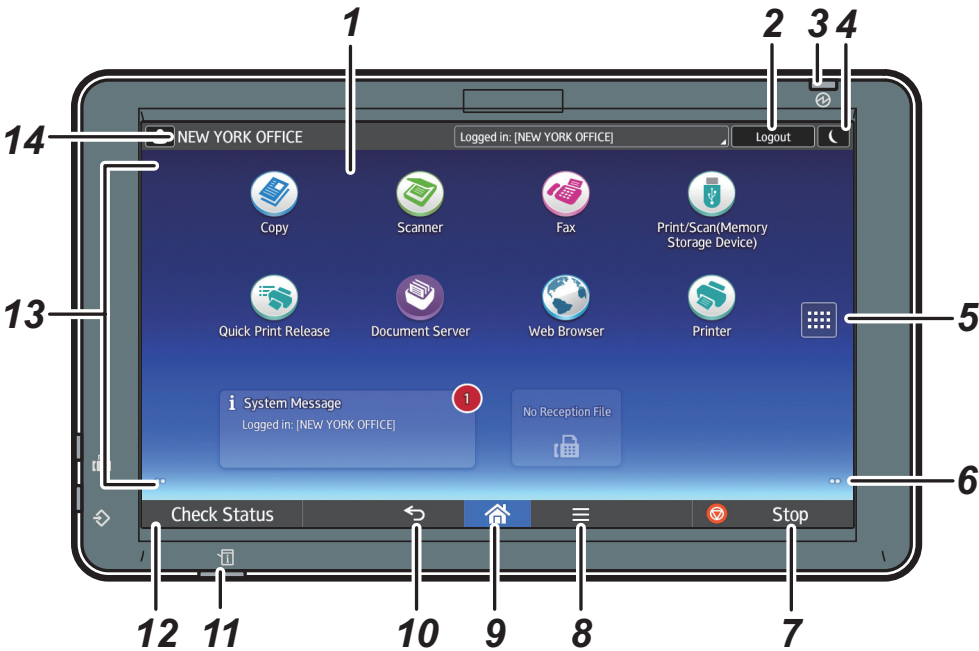 1
2
3
4
14
NEW YORK OFFICE
Logged in: [NEW YORK OFFICE]
Logout
Copy
Scanner
Fax
Print/Scan(Memory
Storage Device)
13
Quick Print Release
Document Server
Web Browser
Printer
5
i System Message
1
Logged in: [NEW YORK OFFICE]
No Reception File
6
Check Status
Stop
12
11
10
9
8
7